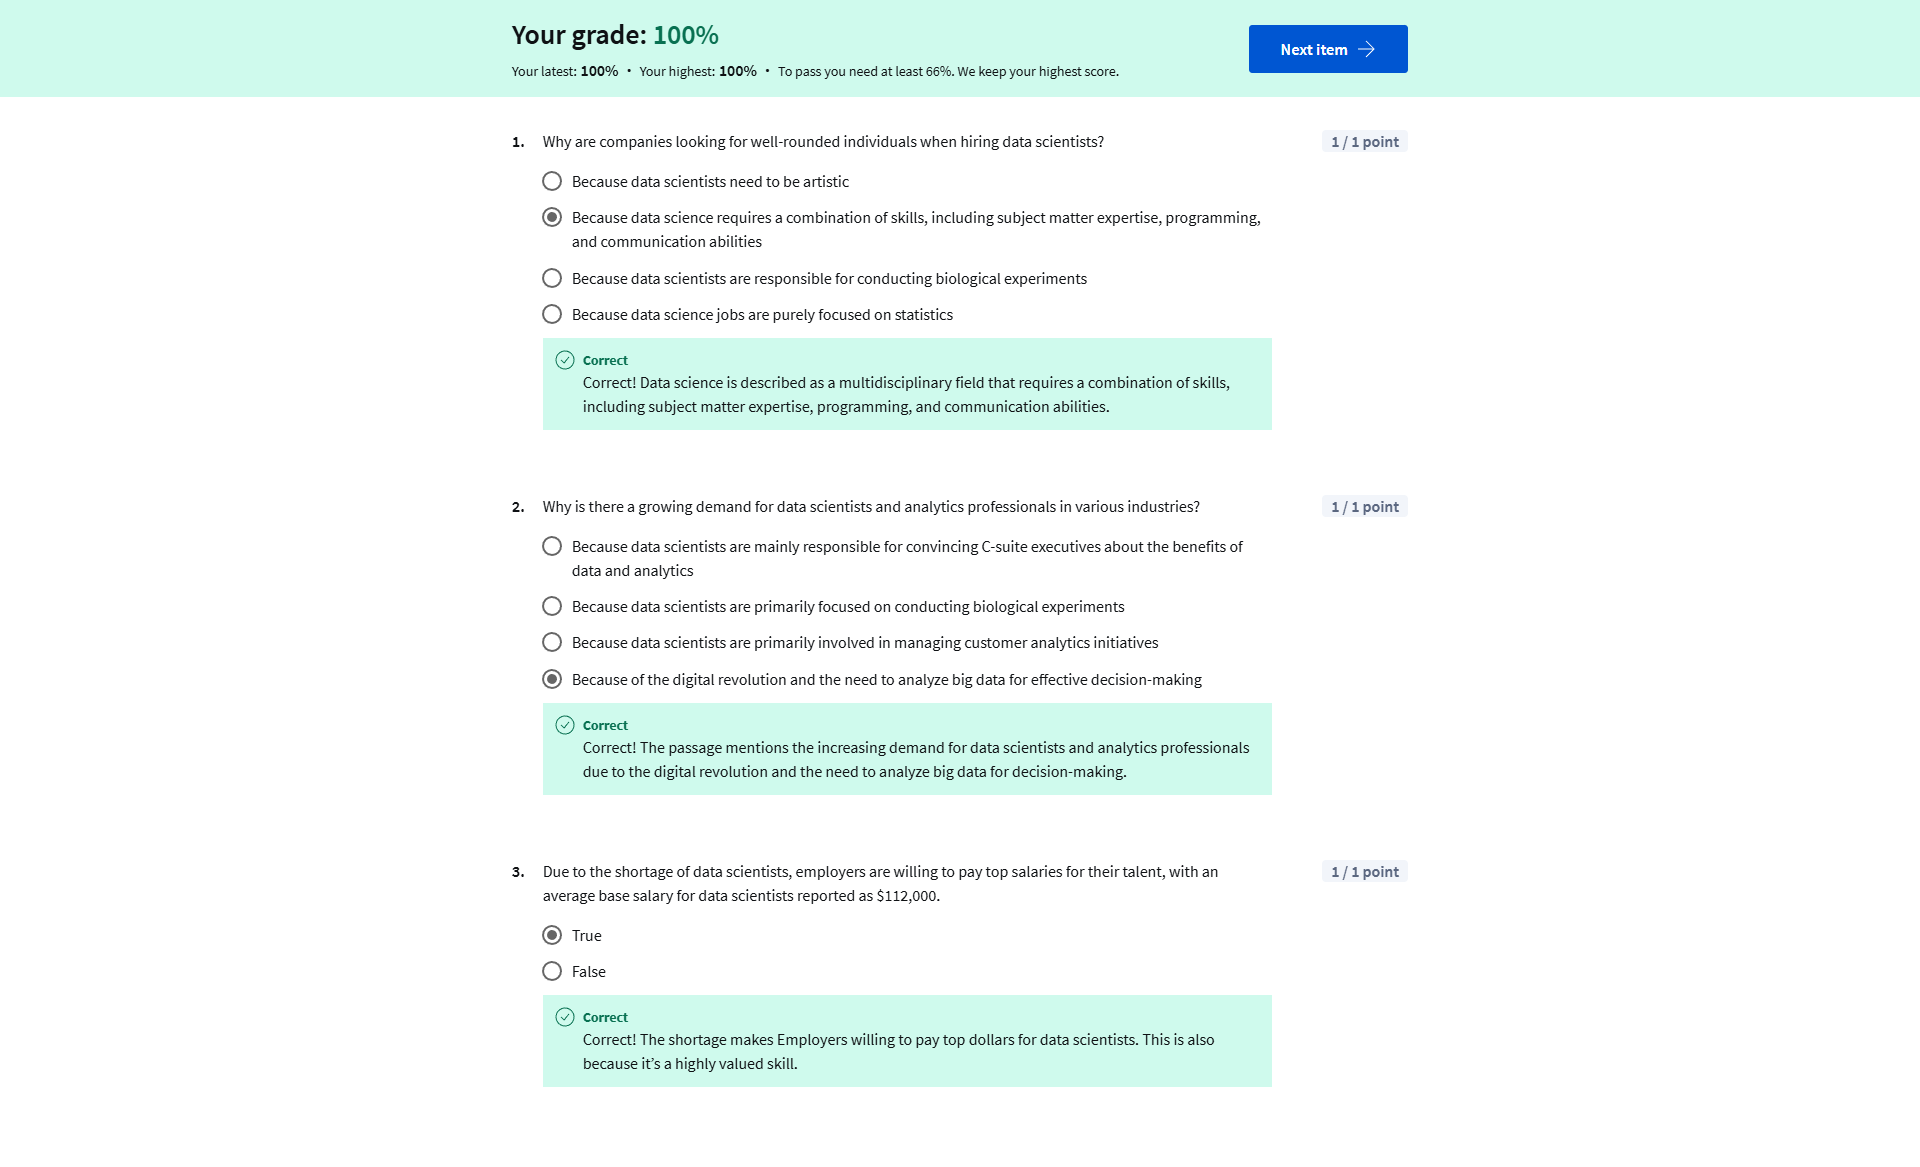 Your grade: 100%
Your latest: 100% • Your highest: 100% • To pass you need at least 66%. We keep your highest score.
Next item
1. Why are companies looking for well-rounded individuals when hiring data scientists?
1 / 1 point
Because data scientists need to be artistic
Because data science requires a combination of skills, including subject matter expertise, programming,
and communication abilities
Because data scientists are responsible for conducting biological experiments
Because data science jobs are purely focused on statistics
Correct
Correct! Data science is described as a multidisciplinary field that requires a combination of skills,
including subject matter expertise, programming, and communication abilities.
2. Why is there a growing demand for data scientists and analytics professionals in various industries?
1 / 1 point
Because data scientists are mainly responsible for convincing C-suite executives about the benefits of
data and analytics
Because data scientists are primarily focused on conducting biological experiments
Because data scientists are primarily involved in managing customer analytics initiatives
Because of the digital revolution and the need to analyze big data for effective decision-making
Correct
Correct! The passage mentions the increasing demand for data scientists and analytics professionals
due to the digital revolution and the need to analyze big data for decision-making.
3. Due to the shortage of data scientists, employers are willing to pay top salaries for their talent, with an
average base salary for data scientists reported as $112,000.
1 / 1 point
True
False
Correct
Correct! The shortage makes Employers willing to pay top dollars for data scientists. This is also
because it’s a highly valued skill.